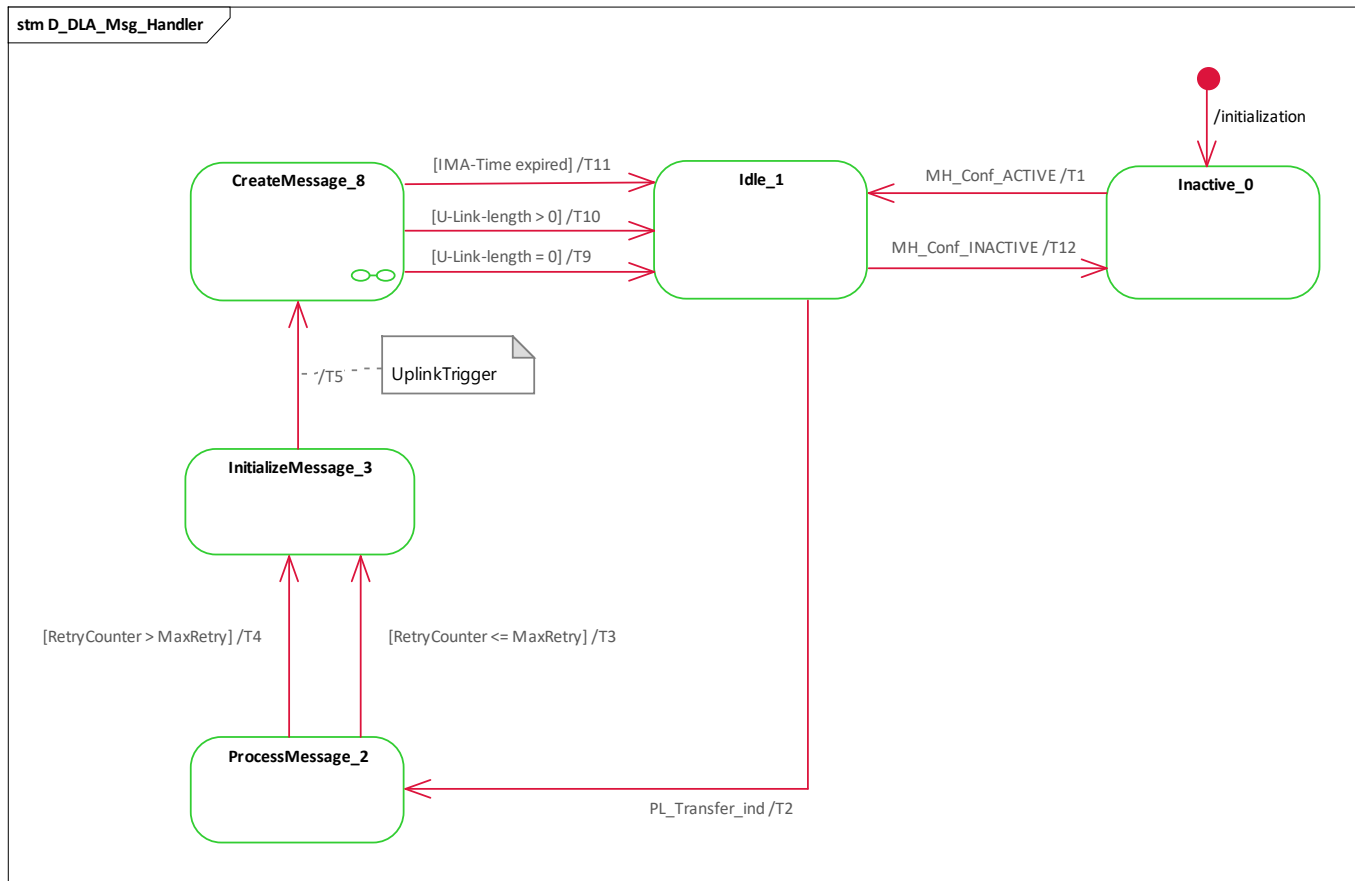 stm D_DLA_Msg_Handler
/initialization
CreateMessage_8
[IMA-Time expired] /T11
Idle_1
MH_Conf_ACTIVE /T1
Inactive_0
[U-Link-length > 0] /T10
[U-Link-length = 0] /T9
MH_Conf_INACTIVE /T12
/T5
UplinkTrigger
InitializeMessage_3
[RetryCounter > MaxRetry] /T4
[RetryCounter <= MaxRetry] /T3
ProcessMessage_2
PL_Transfer_ind /T2